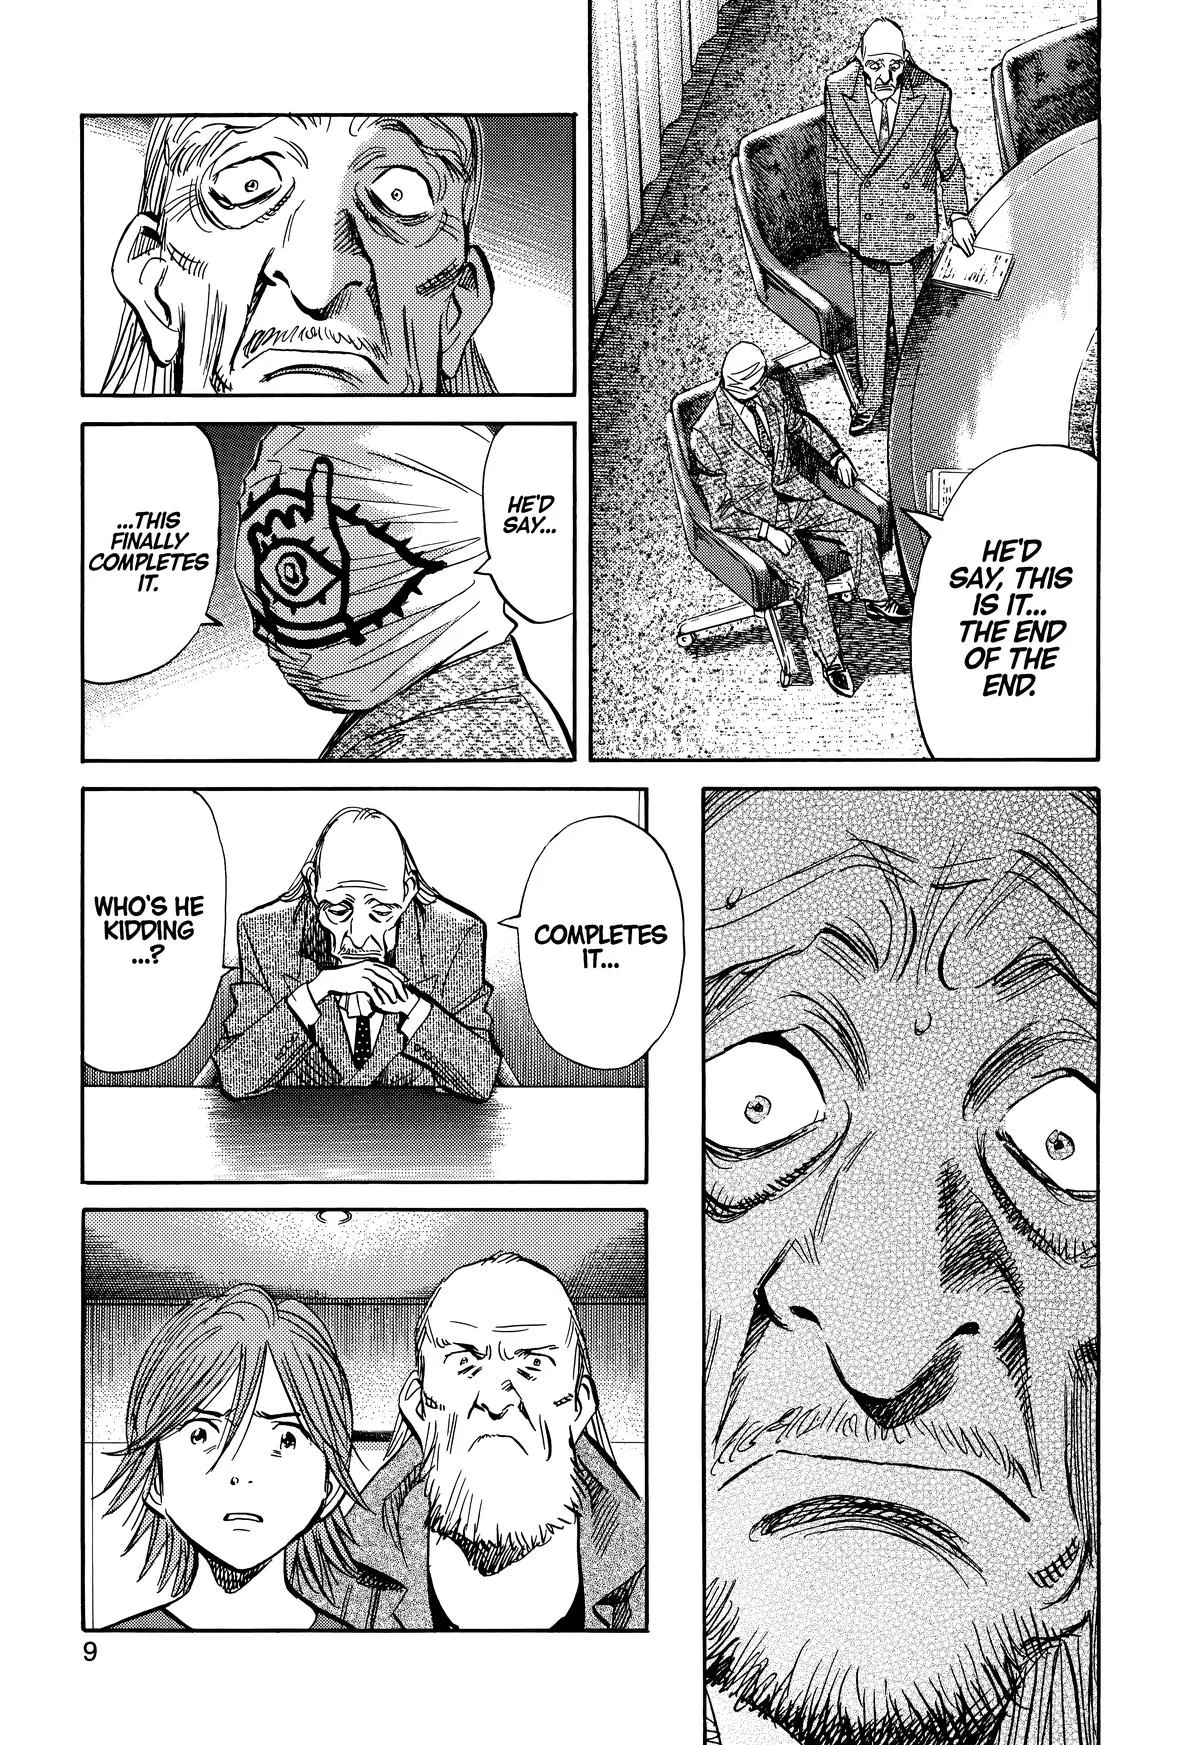 HE'D
SAY, THIS
IS IT...
THE END
OF THE
END.
HE'D
SAY...
...THIS
FINALLY
COMPLETES
IT.
COMPLETES
IT...
WHO'S HE
KIDDING
...?
9